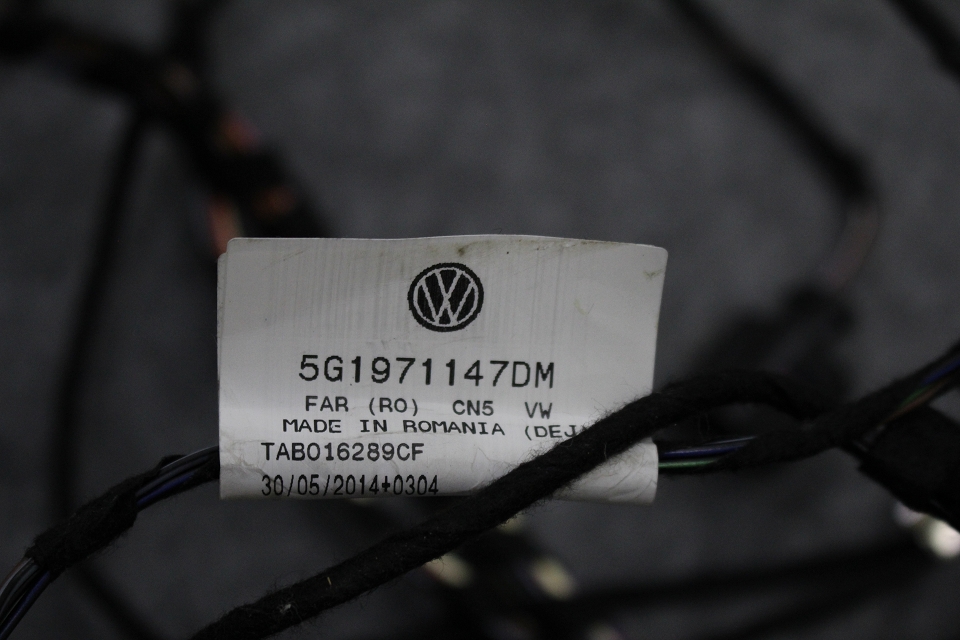 5G1971147DM
FAR (RO) CN5 VW
MADE IN ROMANIA
TAB016289CF
30/05/2014+0304